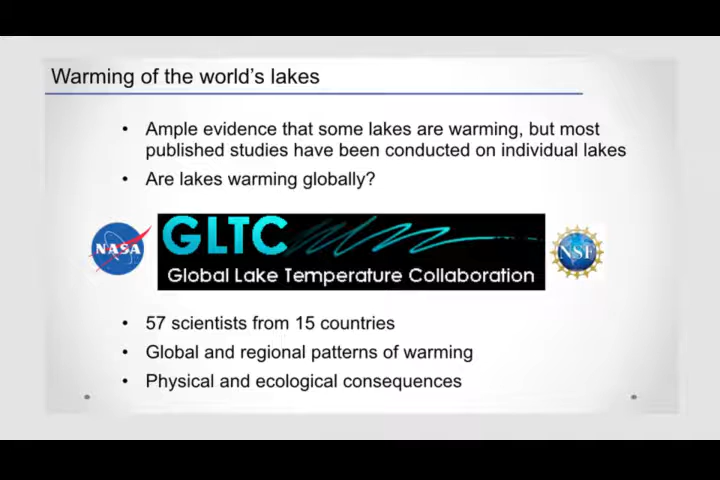 Warming of the world's lakes
• Ample evidence that some lakes are warming, but most
published studies have been conducted on individual lakes
• Are lakes warming globally?
NASA
GLTC
Global Lake Temperature Collaboration
NSF
• 57 scientists from 15 countries
• Global and regional patterns of warming
• Physical and ecological consequences